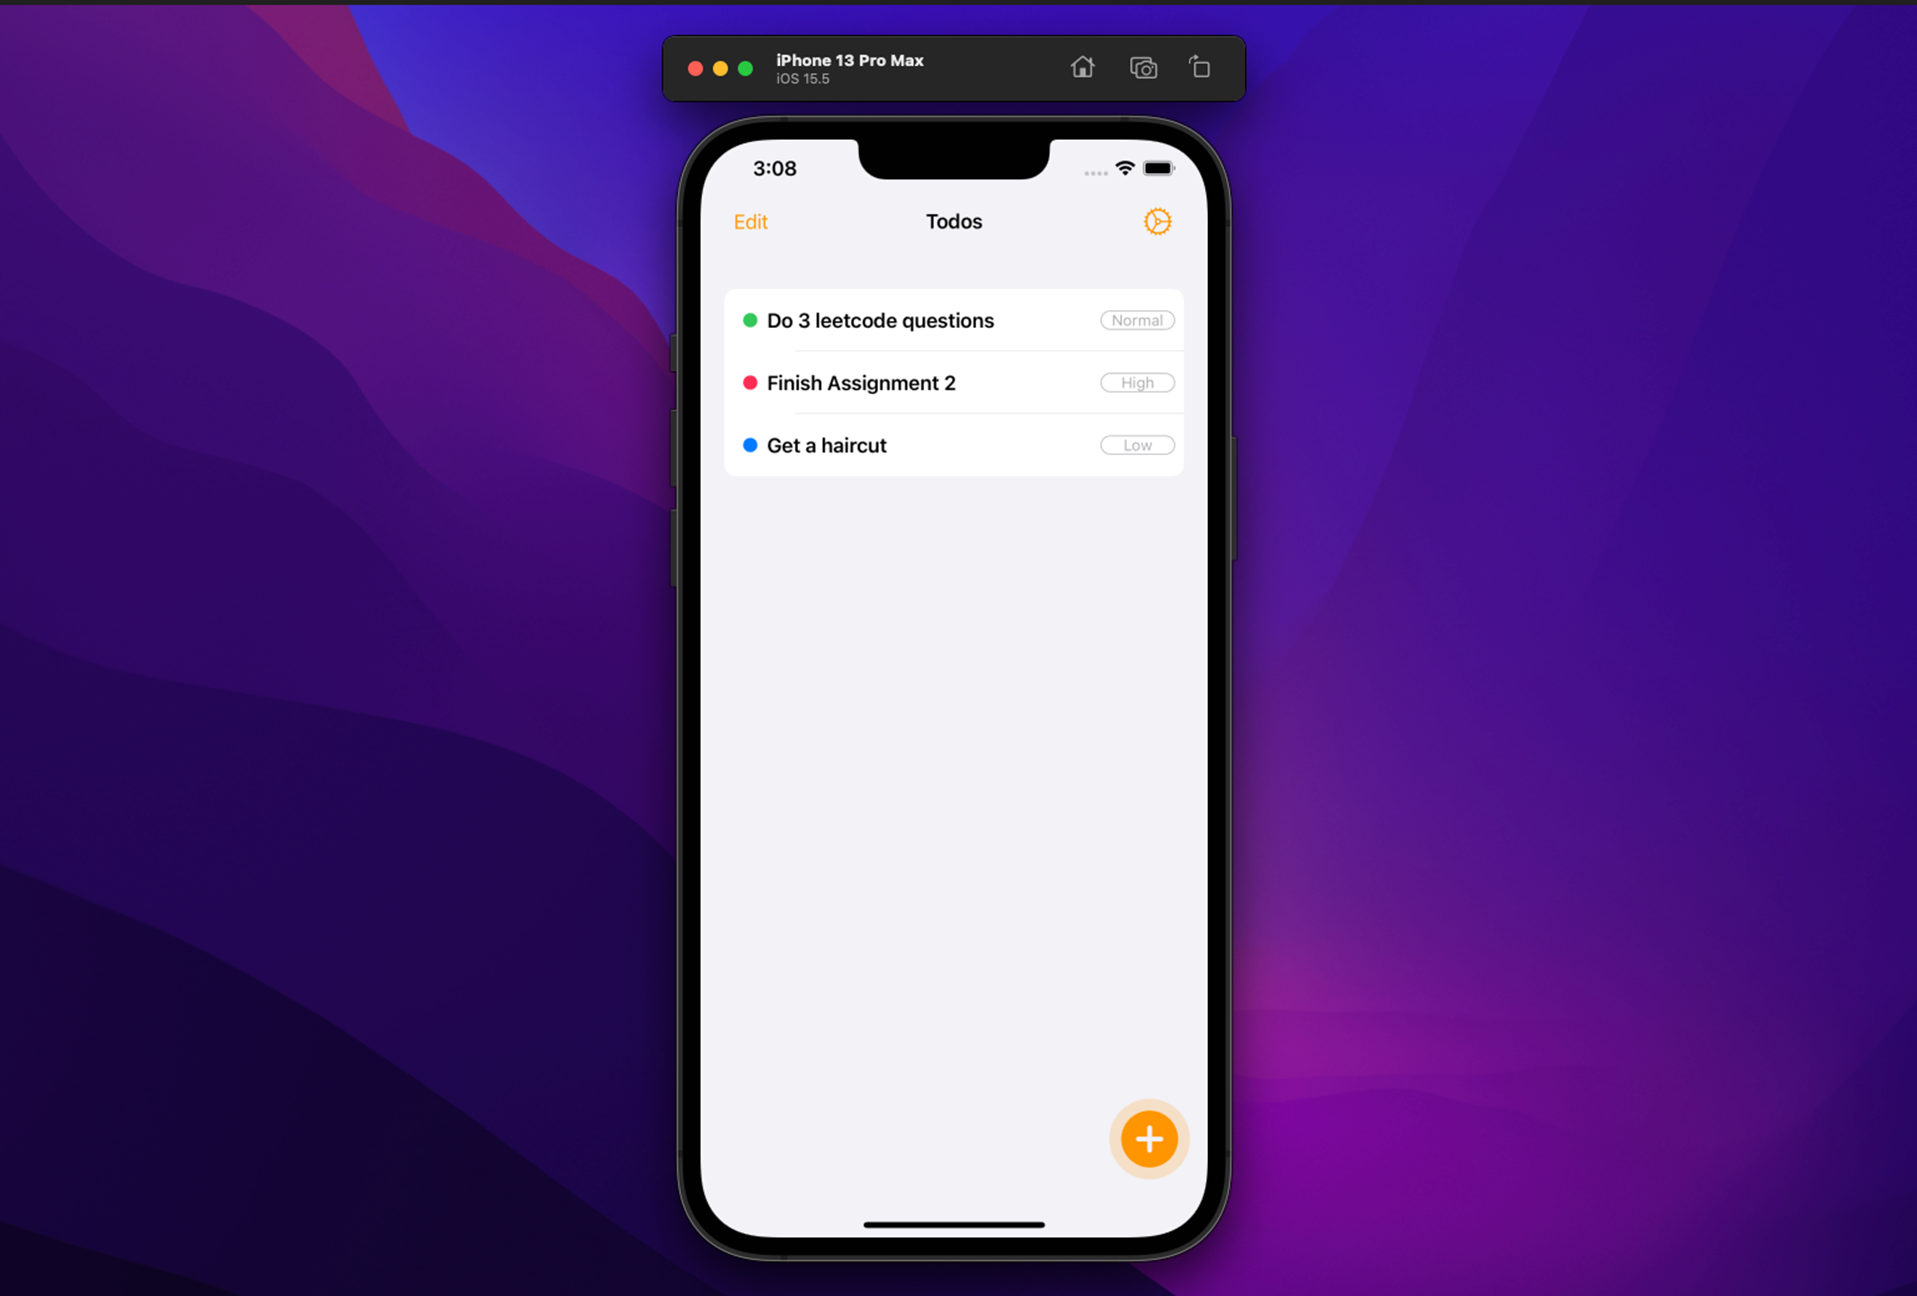 iPhone 13 Pro Max
iOS 15.5
3:08
Edit Todos
Do 3 leetcode questions Normal
Finish Assignment 2 High
Get a haircut Low